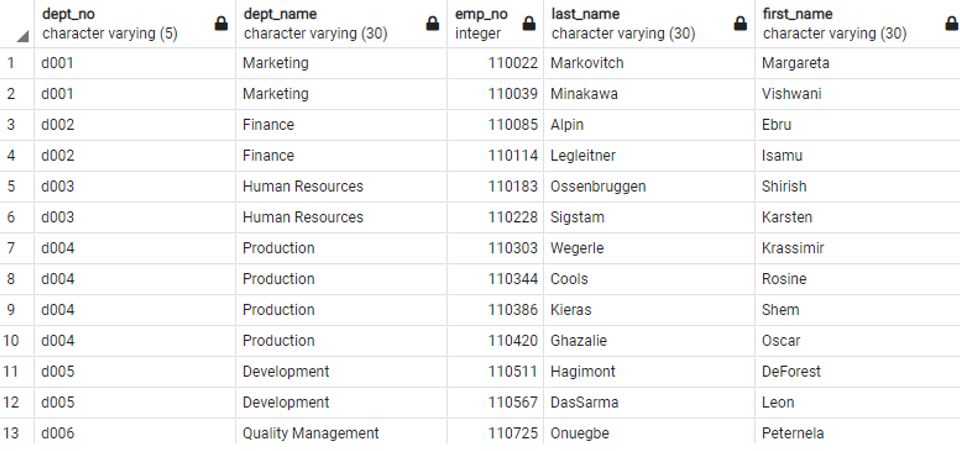 dept_no dept_name emp_no last_name first_name
character varying (5) character varying (30) integer character varying (30) character varying (30)
1 d001 Marketing 110022 Markovitch Margareta
2 d001 Marketing 110039 Minakawa Vishwani
3 d002 Finance 110085 Alpin Ebru
4 d002 Finance 110114 Legleitner Isamu
5 d003 Human Resources 110183 Ossenbruggen Shirish
6 d003 Human Resources 110228 Sigstam Karsten
7 d004 Production 110303 Wegerle Krassimir
8 d004 Production 110344 Cools Rosine
9 d004 Production 110386 Kieras Shem
10 d004 Production 110420 Ghazalie Oscar
11 d005 Development 110511 Hagimont DeForest
12 d005 Development 110567 DasSarma Leon
13 d006 Quality Management 110725 Onuegbe Peternela